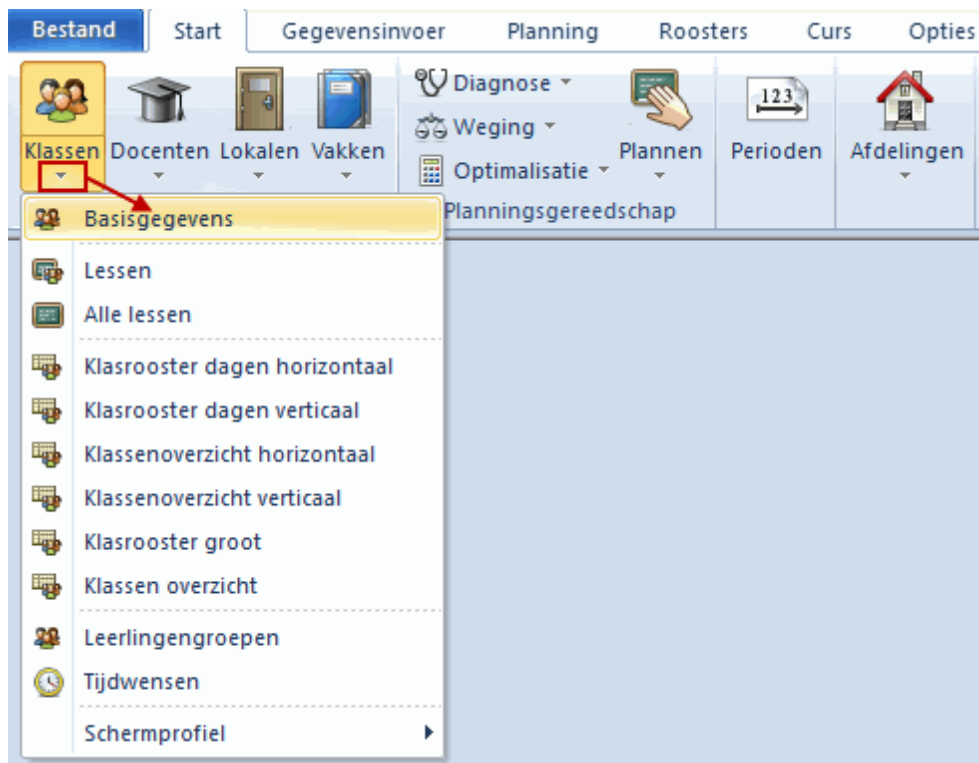 Bestand Start Gegevensinvoer Planning Roosters Curs Opties
Klassen Docenten Lokalen Vakken
Diagnose
Weging
Optimalisatie
Plannen
Planningsgereedschap
Perioden
123
Afdelingen
Basisgegevens
Lessen
Alle lessen
Klasrooster dagen horizontaal
Klasrooster dagen verticaal
Klassenoverzicht horizontaal
Klassenoverzicht verticaal
Klasrooster groot
Klassen overzicht
Leerlingengroepen
Tijdwensen
Schermprofiel